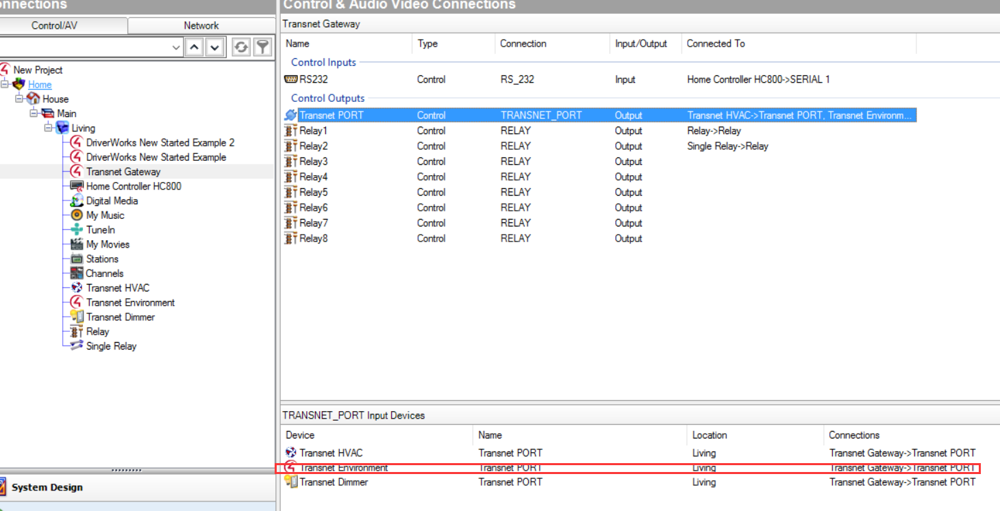 onnections
Control/AV Network
New Project
Home
House
Main
Living
DriverWorks New Started Example 2
DriverWorks New Started Example
Transnet Gateway
Home Controller HC800
Digital Media
My Music
TuneIn
My Movies
Stations
Channels
Transnet HVAC
Transnet Environment
Transnet Dimmer
Relay
Single Relay
System Design
Control & Audio Video Connections
Transnet Gateway
Name Type Connection Input/Output Connected To
Control Inputs
RS232 Control RS_232 Input Home Controller HC800->SERIAL 1
Control Outputs
Transnet PORT Control TRANSNET_PORT Output Transnet HVAC->Transnet PORT, Transnet Environm...
Relay1 Control RELAY Output Relay->Relay
Relay2 Control RELAY Output Single Relay->Relay
Relay3 Control RELAY Output
Relay4 Control RELAY Output
Relay5 Control RELAY Output
Relay6 Control RELAY Output
Relay7 Control RELAY Output
Relay8 Control RELAY Output
TRANSNET_PORT Input Devices
Device Name Location Connections
Transnet HVAC Transnet PORT Living Transnet Gateway->Transnet PORT
Transnet Environment Transnet PORT Living Transnet Gateway->Transnet PORT
Transnet Dimmer Transnet PORT Living Transnet Gateway->Transnet PORT